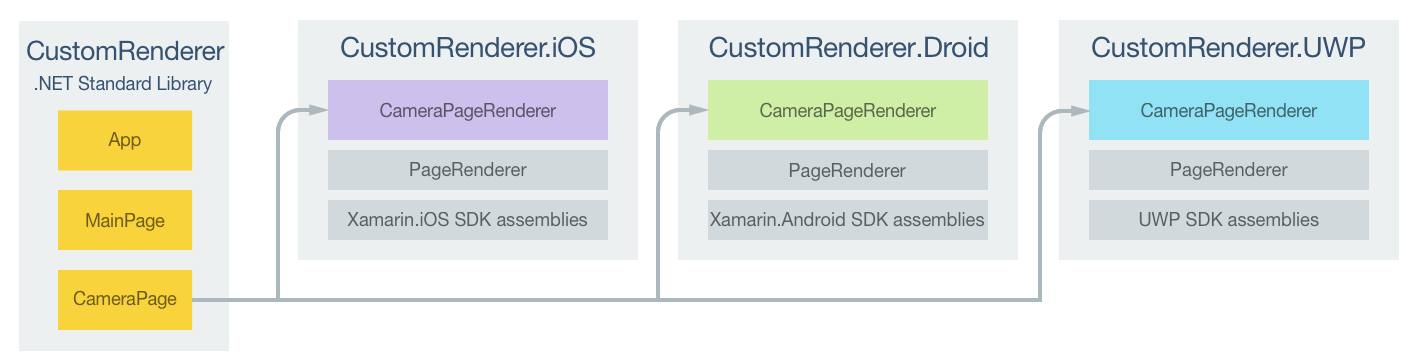 CustomRenderer
.NET Standard Library
App
MainPage
CameraPage
CustomRenderer.iOS
CameraPageRenderer
PageRenderer
Xamarin.iOS SDK assemblies
CustomRenderer.Droid
CameraPageRenderer
PageRenderer
Xamarin.Android SDK assemblies
CustomRenderer.UWP
CameraPageRenderer
PageRenderer
UWP SDK assemblies